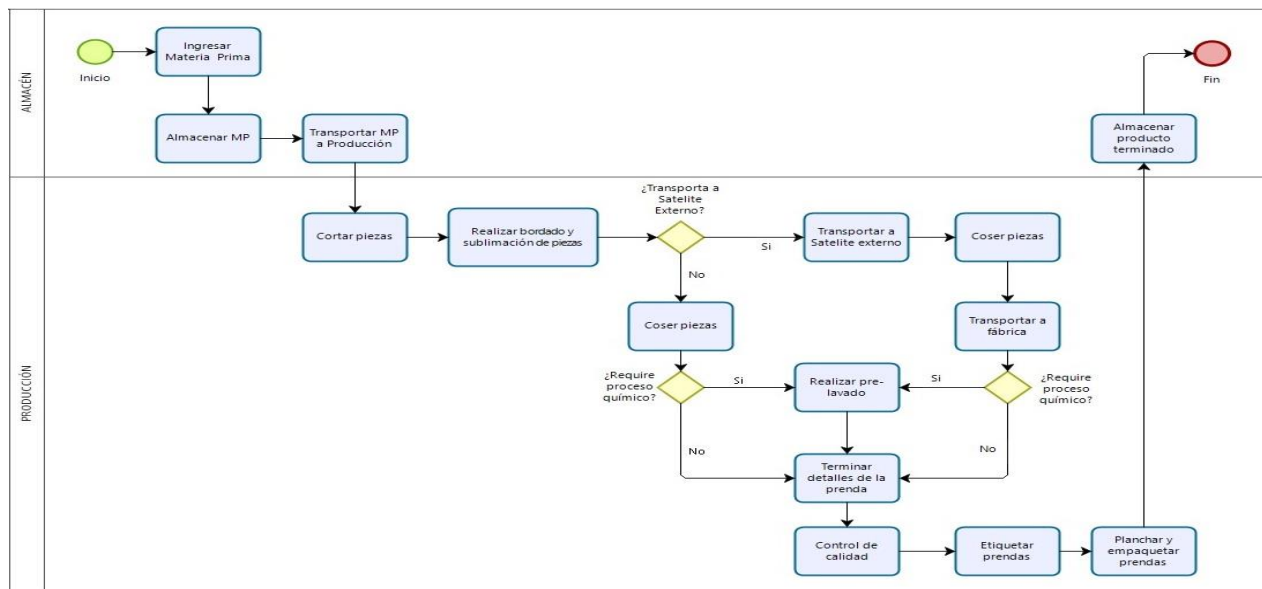 ALMACÉN
Inicio
Ingresar
Materia Prima
Almacenar MP
Transportar MP
a Producción
Fin
Almacenar
producto
terminado
PRODUCCIÓN
Cortar piezas
Realizar bordado y
sublimación de piezas
¿Transporta a
Satelite
Externo?
Si
No
Transportar a
Satelite externo
Coser piezas
Coser piezas
Transportar a
fábrica
¿Require
proceso
químico?
Si
No
Realizar pre-
lavado
Si
No
¿Require
proceso
químico?
Terminar
detalles de la
prenda
Control de
calidad
Etiquetar
prendas
Planchar y
empaquetar
prendas